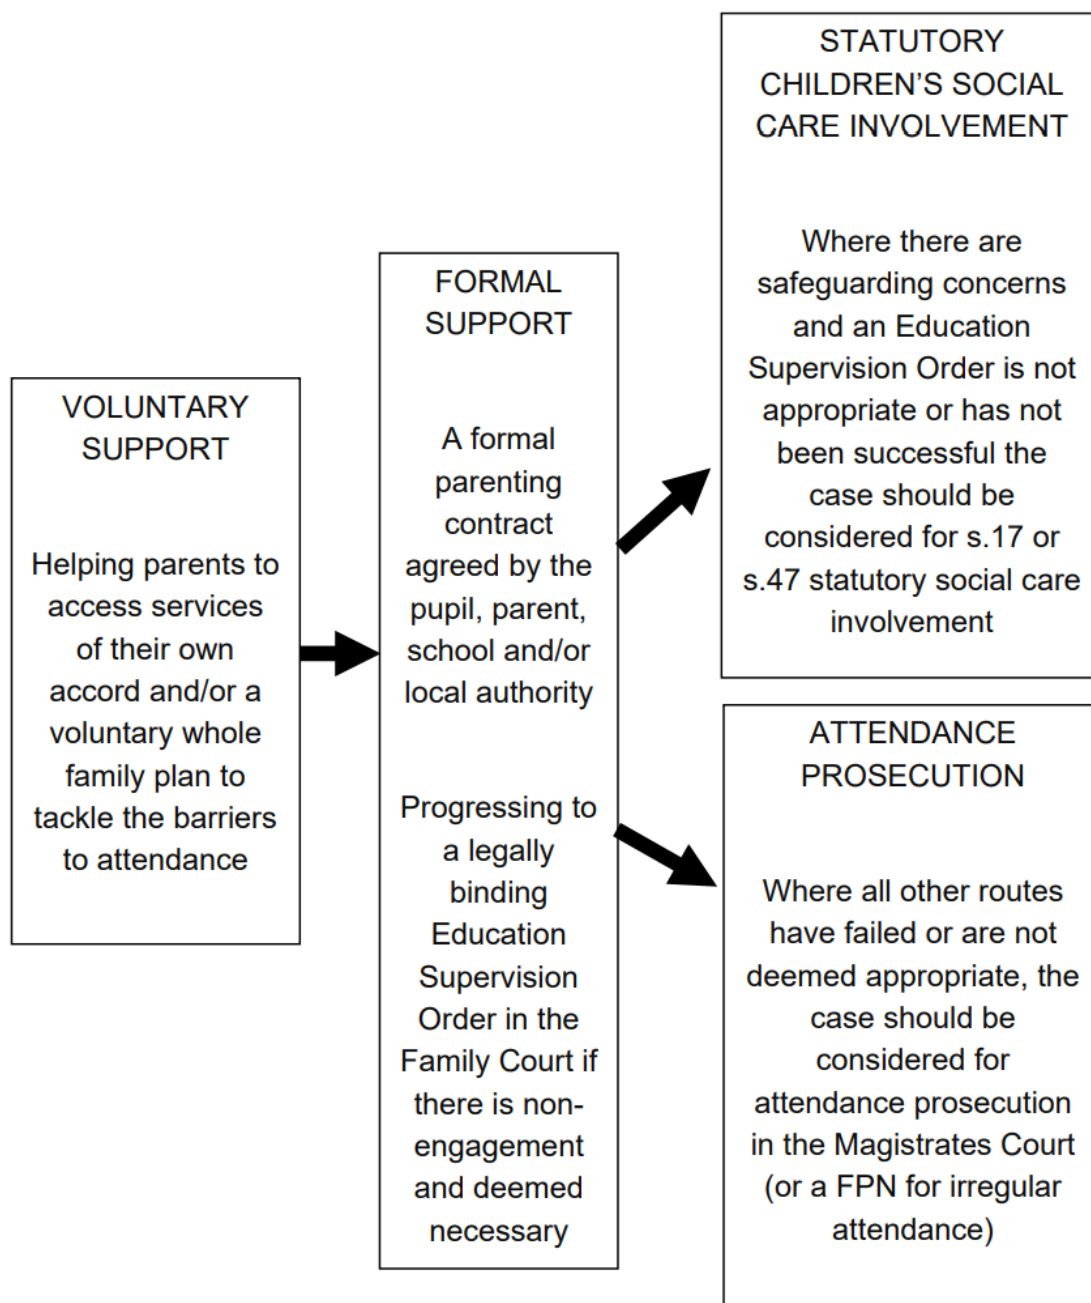 VOLUNTARY
SUPPORT
Helping parents to
access services
of their own
accord and/or a
voluntary whole
family plan to
tackle the barriers
to attendance
FORMAL
SUPPORT
A formal
parenting
contract
agreed by the
pupil, parent,
school and/or
local authority
Progressing to
a legally
binding
Education
Supervision
Order in the
Family Court if
there is non-
engagement
and deemed
necessary
STATUTORY
CHILDREN’S SOCIAL
CARE INVOLVEMENT
Where there are
safeguarding concerns
and an Education
Supervision Order is not
appropriate or has not
been successful the
case should be
considered for s.17 or
s.47 statutory social care
involvement
ATTENDANCE
PROSECUTION
Where all other routes
have failed or are not
deemed appropriate, the
case should be
considered for
attendance prosecution
in the Magistrates Court
(or a FPN for irregular
attendance)